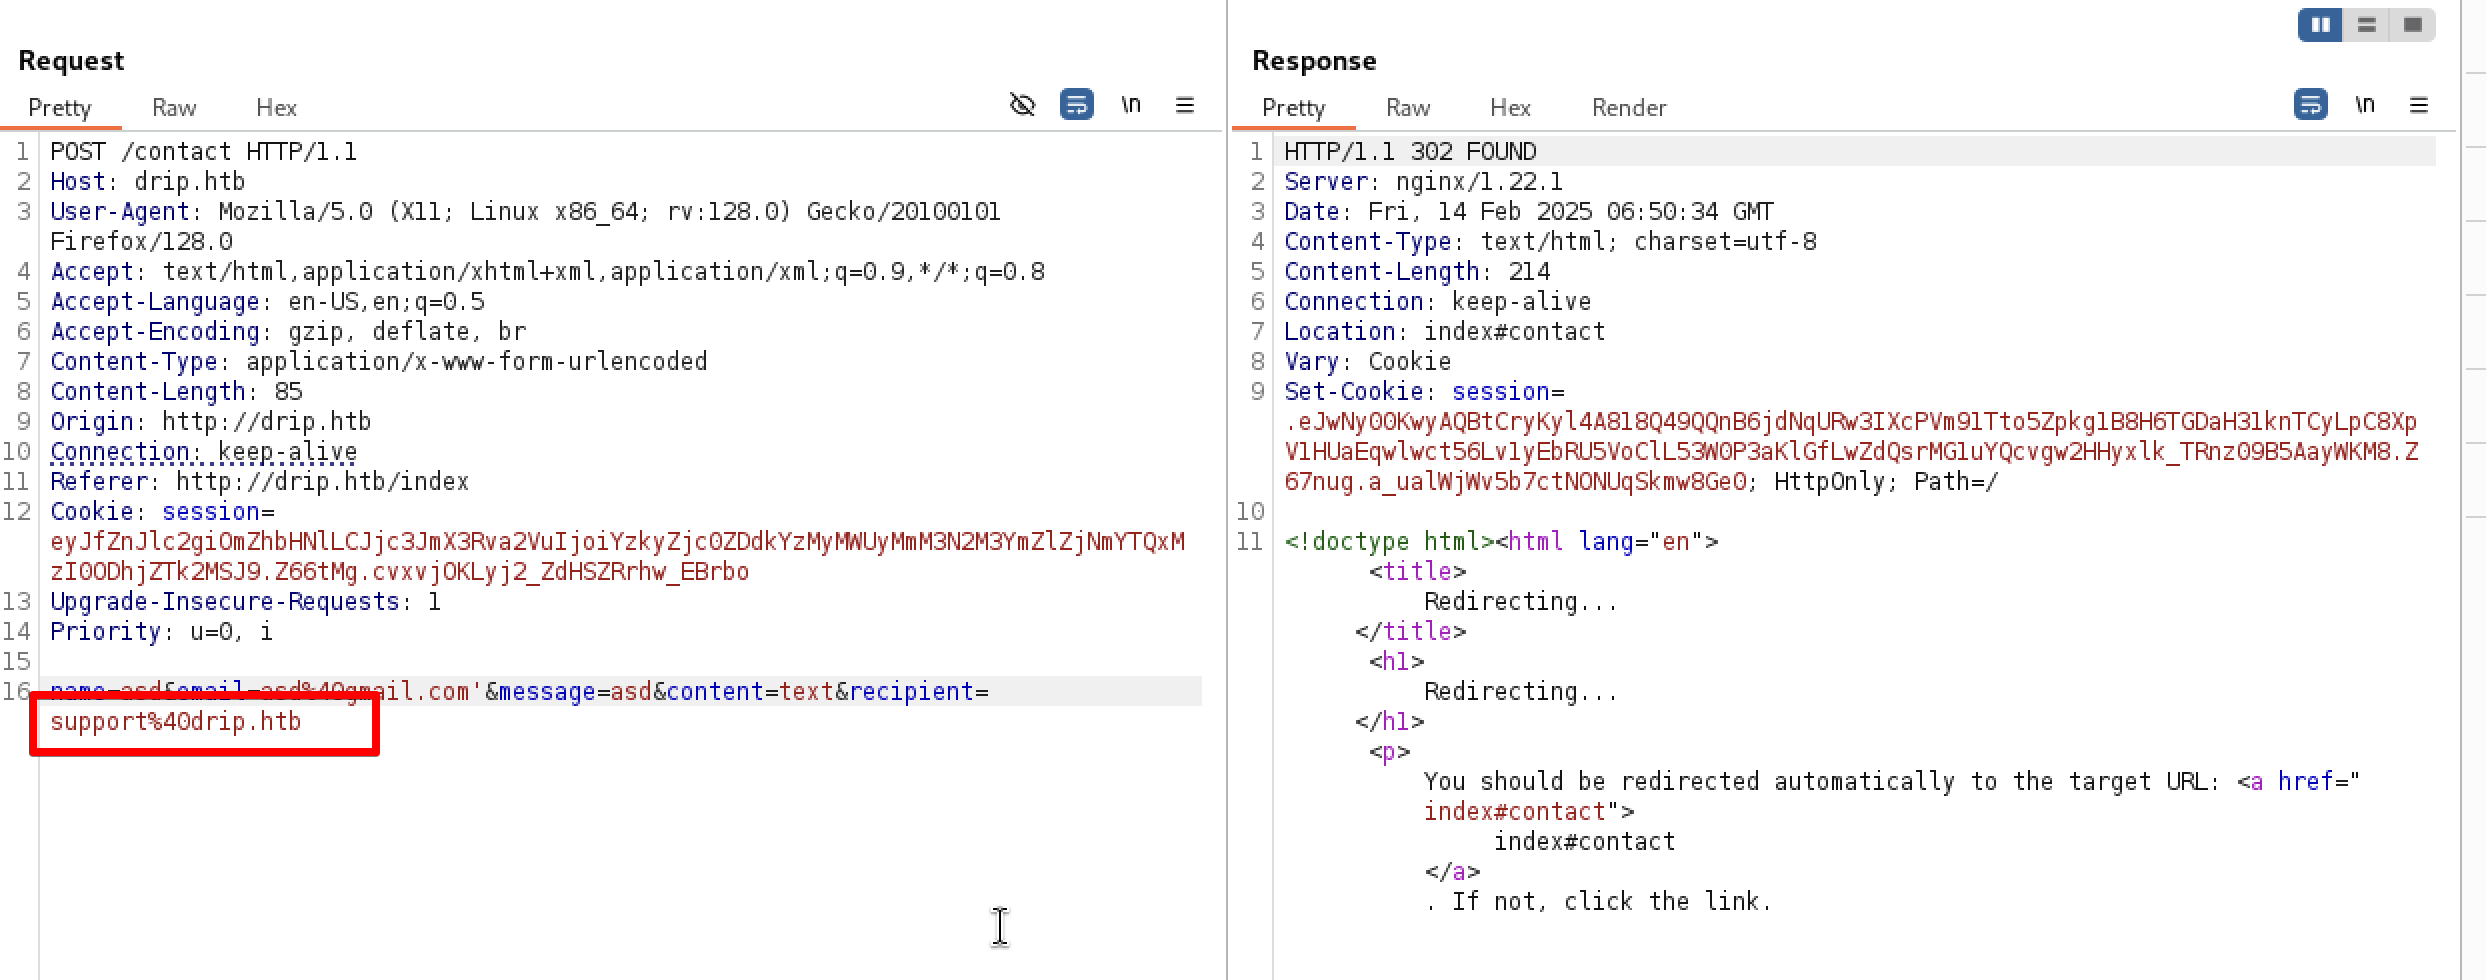 Request
Pretty Raw Hex \n
1 POST /contact HTTP/1.1
2 Host: drip.htb
3 User-Agent: Mozilla/5.0 (X11; Linux x86_64; rv:128.0) Gecko/20100101
Firefox/128.0
4 Accept: text/html,application/xhtml+xml,application/xml;q=0.9,*/*;q=0.8
5 Accept-Language: en-US,en;q=0.5
6 Accept-Encoding: gzip, deflate, br
7 Content-Type: application/x-www-form-urlencoded
8 Content-Length: 85
9 Origin: http://drip.htb
10 Connection: keep-alive
11 Referer: http://drip.htb/index
12 Cookie: session=
eyJfZnJlc2giOmZhbHNlLCJjc3JmX3Rva2VuIjoiYzkyZjc0ZDdkYzMyMWUyMmM3N2M3YmZlZjNmYTQxM
zI0ODhjZTk2MSJ9.Z66tMg.cvxvjOKLyj2_ZdHSZRrhw_EBrbo
13 Upgrade-Insecure-Requests: 1
14 Priority: u=0, i
15
16 name=asd&email=asd%40gmail.com'&message=asd&content=text&recipient=
support%40drip.htb
Response
Pretty Raw Hex Render \n
1 HTTP/1.1 302 FOUND
2 Server: nginx/1.22.1
3 Date: Fri, 14 Feb 2025 06:50:34 GMT
4 Content-Type: text/html; charset=utf-8
5 Content-Length: 214
6 Connection: keep-alive
7 Location: index#contact
8 Vary: Cookie
9 Set-Cookie: session=
.eJwNy00KwyAQBtCryKyl4A818Q49QQnB6jdNqURw3IXcPVm91Tto5Zpkg1B8H6TGDaH31knTCyLpC8Xp
V1HUaEqwlwct56Lv1yEbRU5VoClL53W0P3aKlGfLwZdQsrMG1uYQcvgw2HHyxlk_TRnz09B5AayWKM8.Z
67nug.a_ualWjWv5b7ctNONUqSkmw8Ge0; HttpOnly; Path=/
10
11 <!doctype html><html lang="en">
<title>
Redirecting...
</title>
<h1>
Redirecting...
</h1>
<p>
You should be redirected automatically to the target URL: <a href="
index#contact">
index#contact
</a>
. If not, click the link.